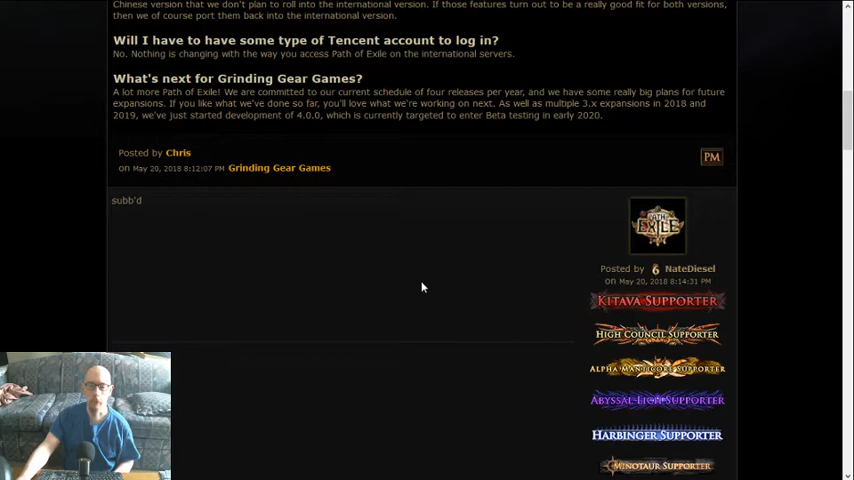 Chinese version that we don't plan to roll into the international version. If those features turn out to be a really good fit for both versions,
then we of course port them back into the international version.
Will I have to have some type of Tencent account to log in?
No. Nothing is changing with the way you access Path of Exile on the international servers.
What's next for Grinding Gear Games?
A lot more Path of Exile! We are committed to our current schedule of four releases per year, and we have some really big plans for future
expansions. If you like what we've done so far, you'll love what we're working on next. As well as multiple 3.x expansions in 2018 and
2019, we've just started development of 4.0.0, which is currently targeted to enter Beta testing in early 2020.
Posted by Chris
on May 20, 2018 8:12:07 PM Grinding Gear Games
PM
subb'd
PATH OF
EXILE
Posted by 6 NateDiesel
on May 20, 2018 8:14:31 PM
KITAVA SUPPORTER
HIGH COUNCIL SUPPORTER
ALPHA MANTICORE SUPPORTER
ABYSSAL LICH SUPPORTER
HARBINGER SUPPORTER
MINOTAUR SUPPORTER